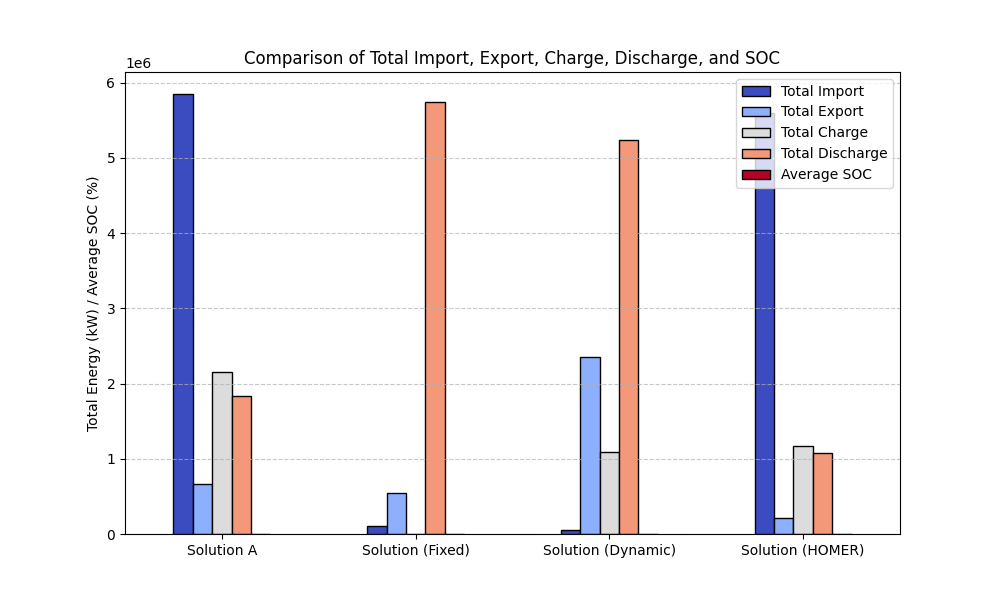 Comparison of Total Import, Export, Charge, Discharge, and SOC
1e6
Total Energy (kW) / Average SOC (%)
6
5
4
3
2
1
0
Total Import
Total Export
Total Charge
Total Discharge
Average SOC
Solution A
Solution (Fixed)
Solution (Dynamic)
Solution (HOMER)